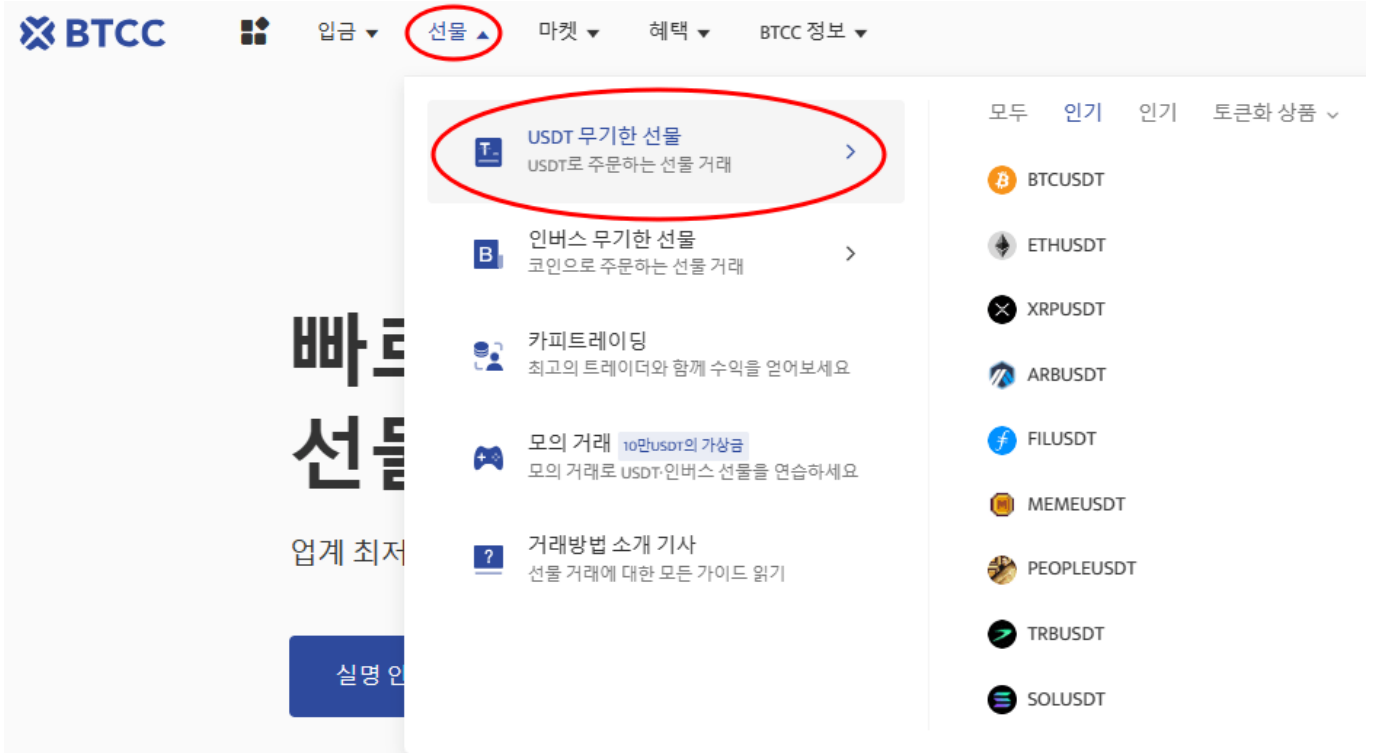 BTCC 입금 ▼ 선물 ▲ 마켓 ▼ 혜택 ▼ BTCC 정보 ▼
USDT 무기한 선물
USDT로 주문하는 선물 거래
인버스 무기한 선물
코인으로 주문하는 선물 거래
카피트레이딩
최고의 트레이더와 함께 수익을 얻어보세요
모의 거래 10만USDT의 가상금
모의 거래로 USDT·인버스 선물을 연습하세요
거래방법 소개 기사
선물 거래에 대한 모든 가이드 읽기
모두 인기 인기 토큰화 상품
BTCUSDT
ETHUSDT
XRPUSDT
ARBUSDT
FILUSDT
MEMEUSDT
PEOPLEUSDT
TRBUSDT
SOLUSDT
빠
선
업계 최저
실명